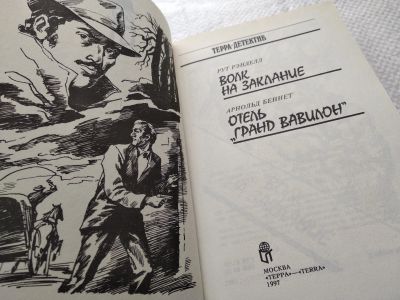 ТЕРРА-ДЕТЕКТИВ
РУТ РЭНДЕЛЛ
ВОЛК
НА ЗАКЛАНИЕ
АРНОЛЬД БЕННЕТ
ОТЕЛЬ
„ГРАНД ВАВИЛОН"
МОСКВА
«ТЕРРА»—«TERRA»
1997